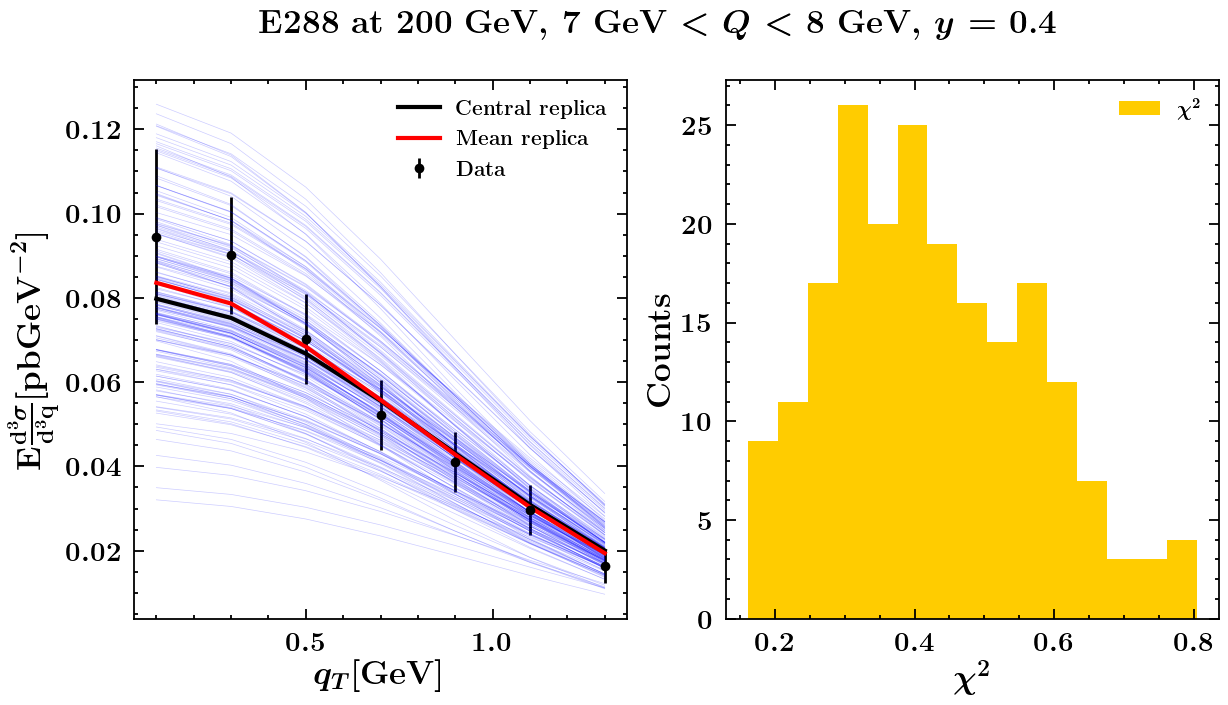 E288 at 200 GeV, 7 GeV < Q < 8 GeV, y = 0.4
Central replica
Mean replica
Data
0.12
0.10
0.08
0.06
0.04
0.02
E d³σ/d³q [pbGeV⁻²]
0.5 1.0
q_T[GeV]
χ²
25
20
15
10
5
0
Counts
0.2 0.4 0.6 0.8
χ²